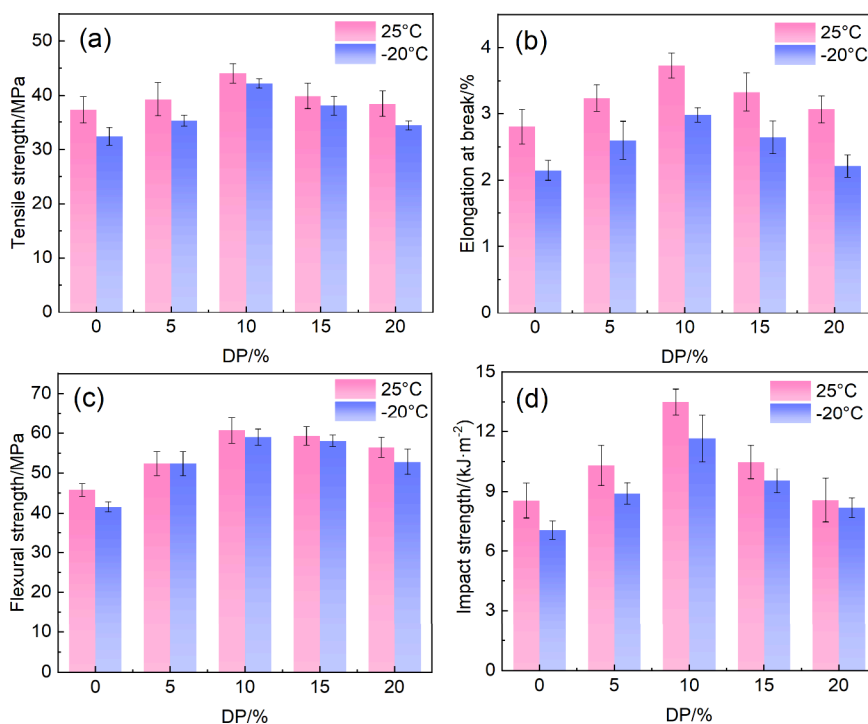 (a)
25°C
-20°C
Tensile strength/MPa
50
40
30
20
10
0
0 5 10 15 20
DP/%
(b)
25°C
-20°C
Elongation at break/%
4
3
2
1
0
0 5 10 15 20
DP/%
(c)
25°C
-20°C
Flexural strength/MPa
70
60
50
40
30
20
10
0
0 5 10 15 20
DP/%
(d)
25°C
-20°C
Impact strength/(kJ·m⁻²)
15
12
9
6
3
0
0 5 10 15 20
DP/%